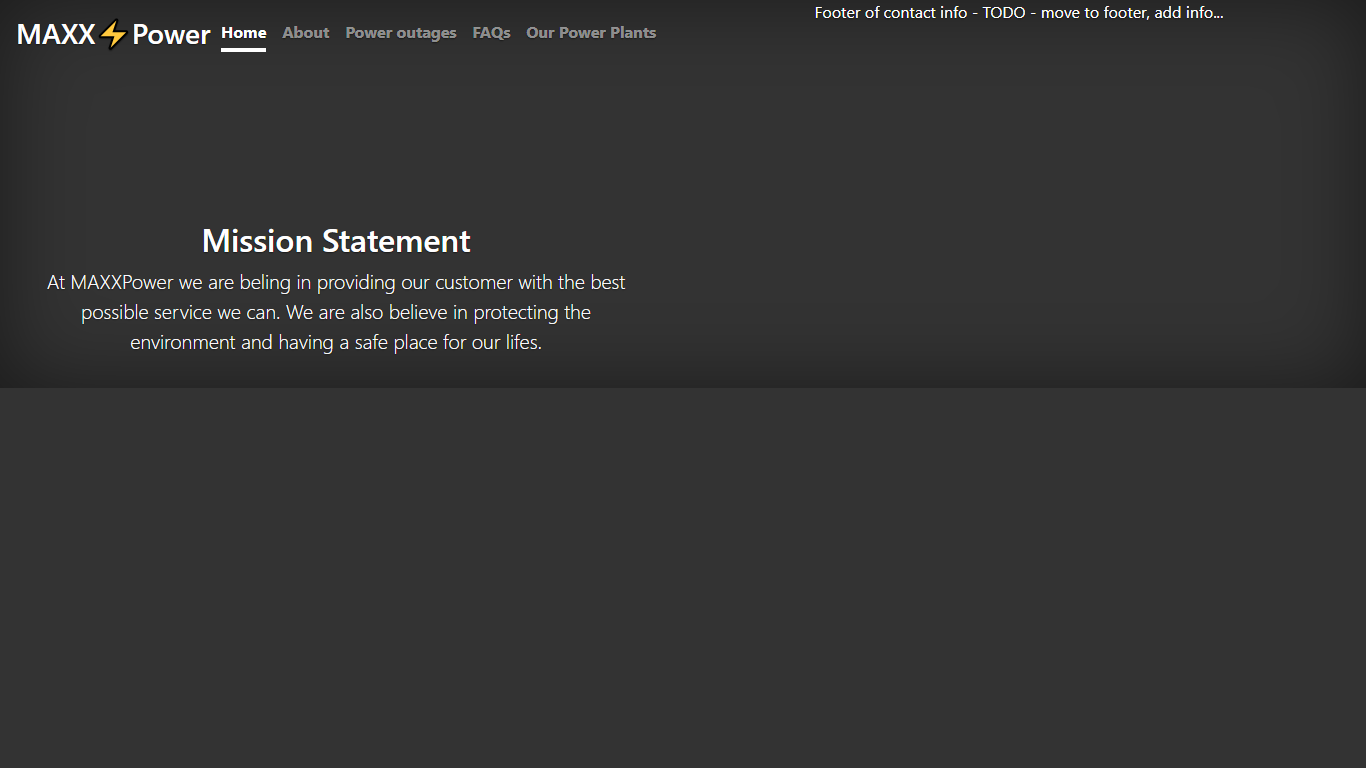 MAXX⚡Power Home About Power outages FAQs Our Power Plants
Footer of contact info - TODO - move to footer, add info...
Mission Statement
At MAXXPower we are beling in providing our customer with the best
possible service we can. We are also believe in protecting the
environment and having a safe place for our lifes.